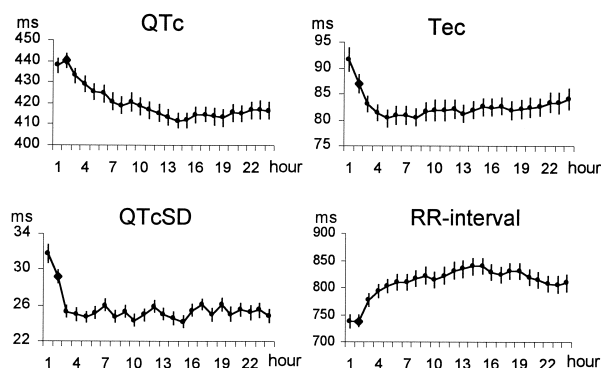 QTc
ms
450
440
430
420
410
400
1 4 7 10 13 16 19 22 hour
Tec
ms
95
90
85
80
75
1 4 7 10 13 16 19 22 hour
QTcSD
ms
34
30
26
22
1 4 7 10 13 16 19 22 hour
RR-interval
ms
900
850
800
750
700
1 4 7 10 13 16 19 22 hour